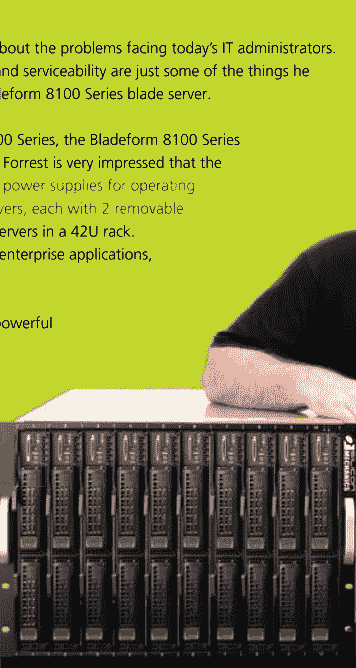 bout the problems facing today's IT administrators.
nd serviceability are just some of the things he
eform 8100 Series blade server.
00 Series, the Bladeform 8100 Series
Forrest is very impressed that the
power supplies for operating
vers, each with 2 removable
ervers in a 42U rack.
enterprise applications,
powerful